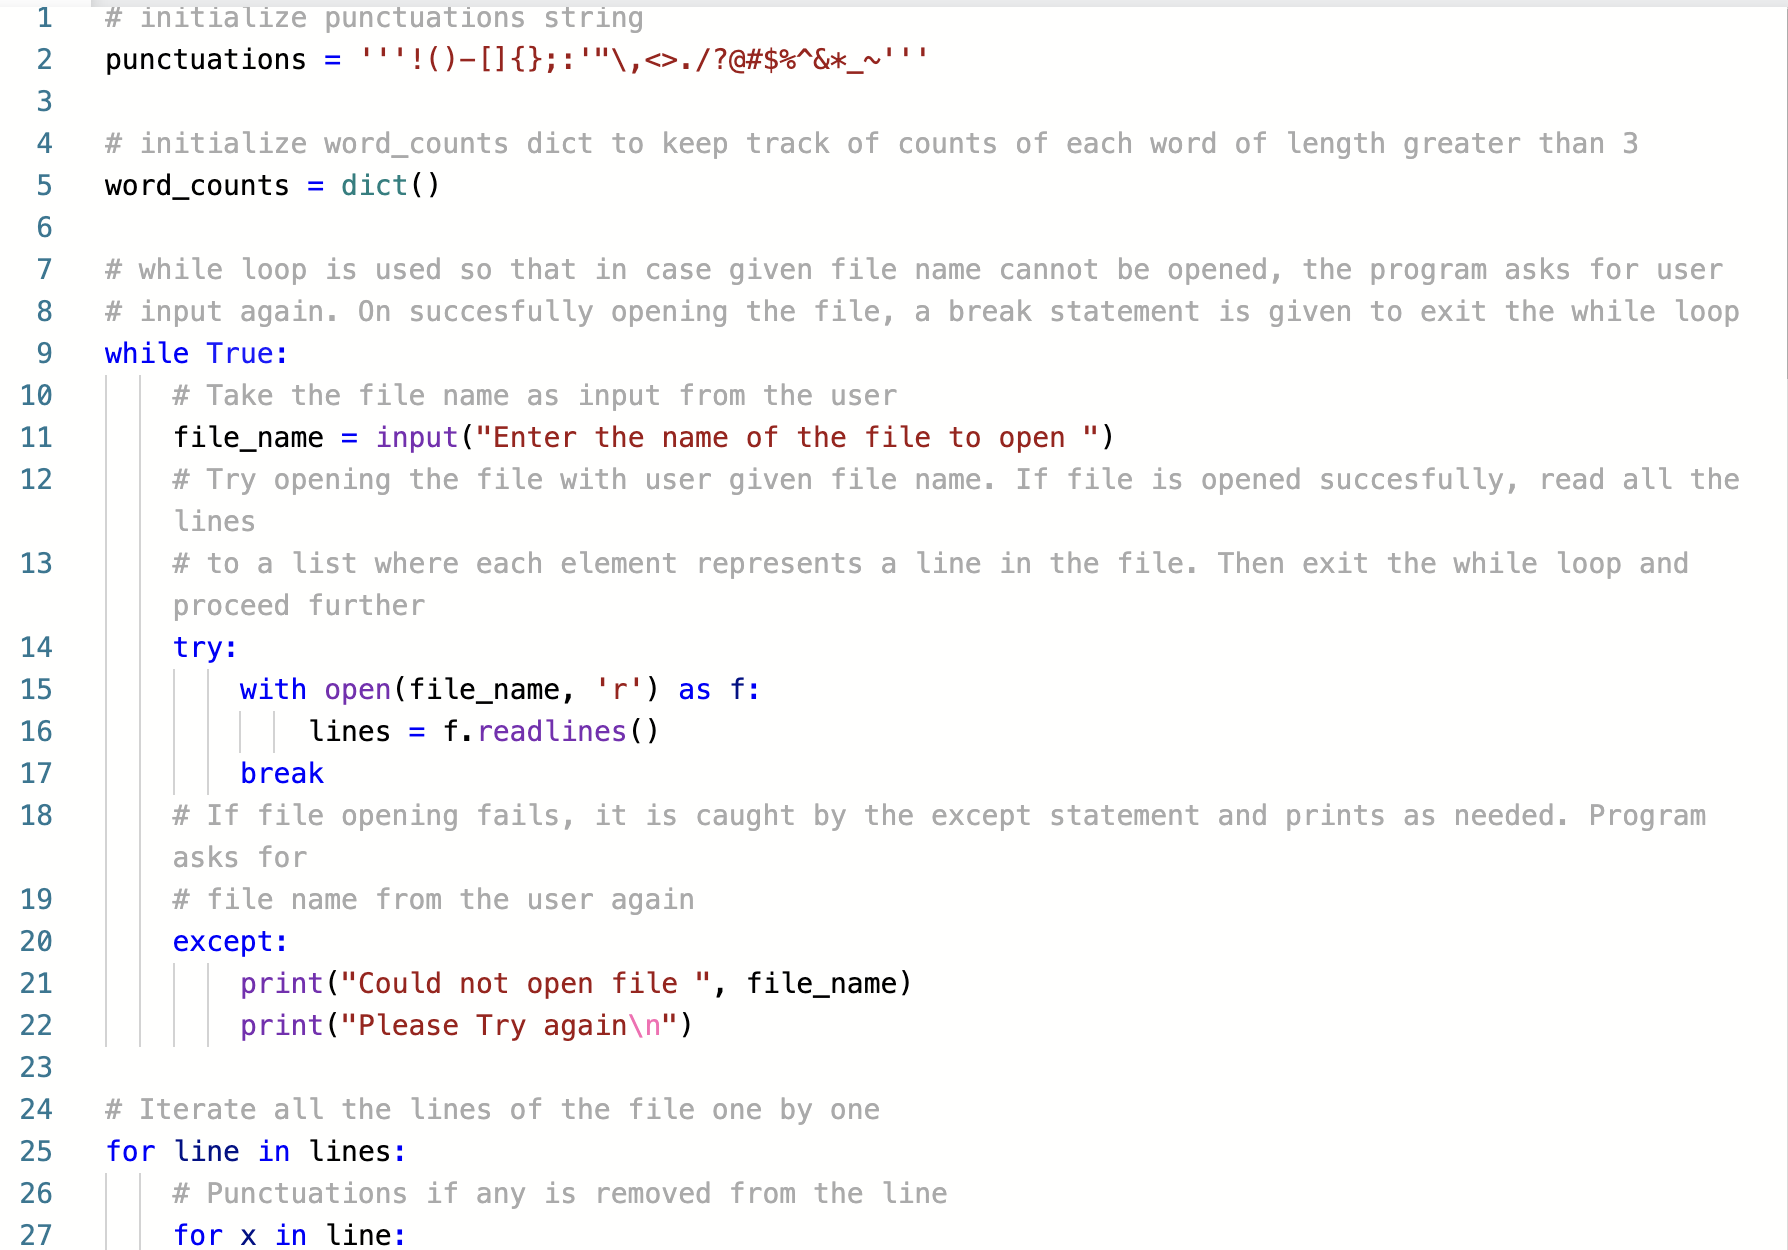 1 # initialize punctuations string
2 punctuations = '''!()-[]{};:'"\,<>./?@#$%^&*_~'''
3
4 # initialize word_counts dict to keep track of counts of each word of length greater than 3
5 word_counts = dict()
6
7 # while loop is used so that in case given file name cannot be opened, the program asks for user
8 # input again. On succesfully opening the file, a break statement is given to exit the while loop
9 while True:
10 # Take the file name as input from the user
11 file_name = input("Enter the name of the file to open ")
12 # Try opening the file with user given file name. If file is opened succesfully, read all the
lines
13 # to a list where each element represents a line in the file. Then exit the while loop and
proceed further
14 try:
15 with open(file_name, 'r') as f:
16 lines = f.readlines()
17 break
18 # If file opening fails, it is caught by the except statement and prints as needed. Program
asks for
19 # file name from the user again
20 except:
21 print("Could not open file ", file_name)
22 print("Please Try again\n")
23
24 # Iterate all the lines of the file one by one
25 for line in lines:
26 # Punctuations if any is removed from the line
27 for x in line: